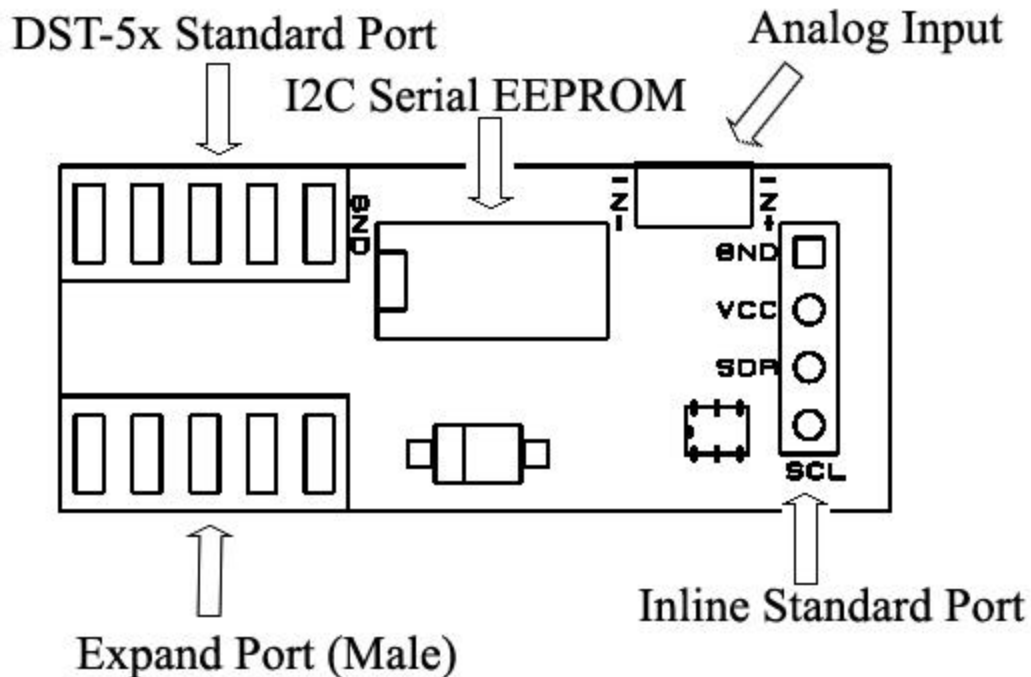 DST-5x Standard Port
Analog Input
I2C Serial EEPROM
GND
IN-
IN+
GND
VCC
SDA
SCL
Inline Standard Port
Expand Port (Male)